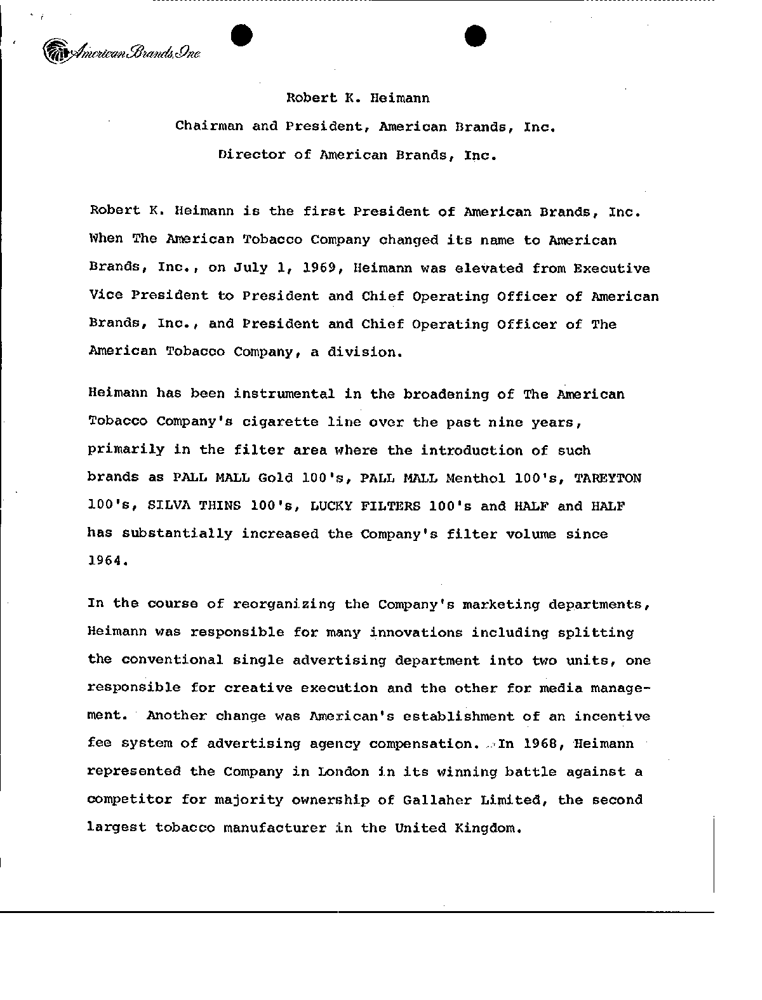 American Brands, Inc.
Robert K. Heimann
Chairman and President, American Brands, Inc.
Director of American Brands, Inc.
Robert K. Heimann is the first President of American Brands, Inc.
When The American Tobacco Company changed its name to American
Brands, Inc., on July 1, 1969, Heimann was elevated from Executive
Vice President to President and Chief Operating Officer of American
Brands, Inc., and President and Chief Operating Officer of The
American Tobacco Company, a division.
Heimann has been instrumental in the broadening of The American
Tobacco Company's cigarette line over the past nine years,
primarily in the filter area where the introduction of such
brands as PALL MALL Gold 100's, PALL MALL Menthol 100's, TAREYTON
100's, SILVA THINS 100's, LUCKY FILTERS 100's and HALF and HALF
has substantially increased the Company's filter volume since
1964.
In the course of reorganizing the Company's marketing departments,
Heimann was responsible for many innovations including splitting
the conventional single advertising department into two units, one
responsible for creative execution and the other for media manage-
ment. Another change was American's establishment of an incentive
fee system of advertising agency compensation. In 1968, Heimann
represented the Company in London in its winning battle against a
competitor for majority ownership of Gallaher Limited, the second
largest tobacco manufacturer in the United Kingdom.